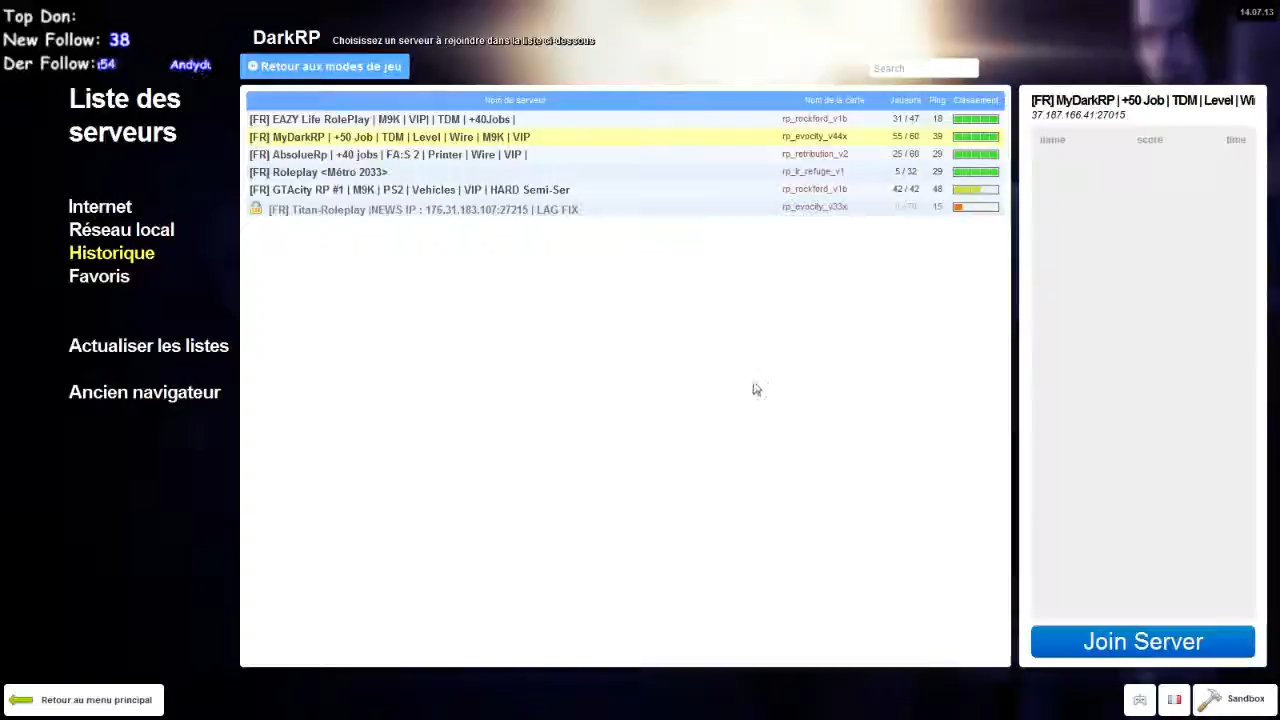 Top Don:
New Follow: 38
Der Follow:
Andydu
14.07.13
DarkRP Choisissez un serveur à rejoindre dans la liste ci-dessous
Retour aux modes de jeu
Search
Liste des
serveurs
Internet
Réseau local
Historique
Favoris
Actualiser les listes
Ancien navigateur
Nom de serveur Nom de la carte Joueurs Ping Classement
[FR] EAZY Life RolePlay | M9K | VIP| | TDM | +40Jobs | rp_rockford_v1b 31 / 47 18
[FR] MyDarkRP | +50 Job | TDM | Level | Wire | M9K | VIP rp_evocity_v44x 55 / 60 39
[FR] AbsolueRp | +40 jobs | FA:S 2 | Printer | Wire | VIP | rp_retribution_v2 25 / 60 29
[FR] Roleplay <Métro 2033> rp_lr_refuge_v1 5 / 32 29
[FR] GTAcity RP #1 | M9K | PS2 | Vehicles | VIP | HARD Semi-Ser rp_rockford_v1b 42 / 42 48
[FR] Titan-Roleplay |NEWS IP : 176.31.183.107:27215 | LAG FIX rp_evocity_v33x 15
[FR] MyDarkRP | +50 Job | TDM | Level | Wi
37.187.166.41:27015
name score time
Join Server
Retour au menu principal
Sandbox